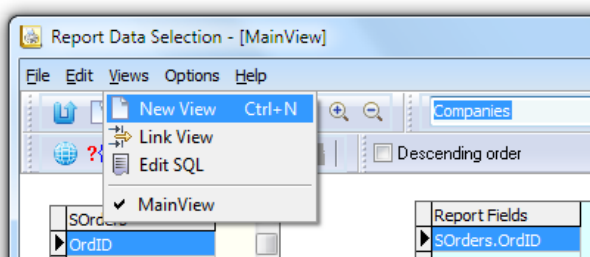 Report Data Selection - [MainView]
File Edit Views Options Help
New View Ctrl+N
Companies
Link View
?
Descending order
Edit SQL
MainView
Report Fields
OrdID
SOrders.OrdID